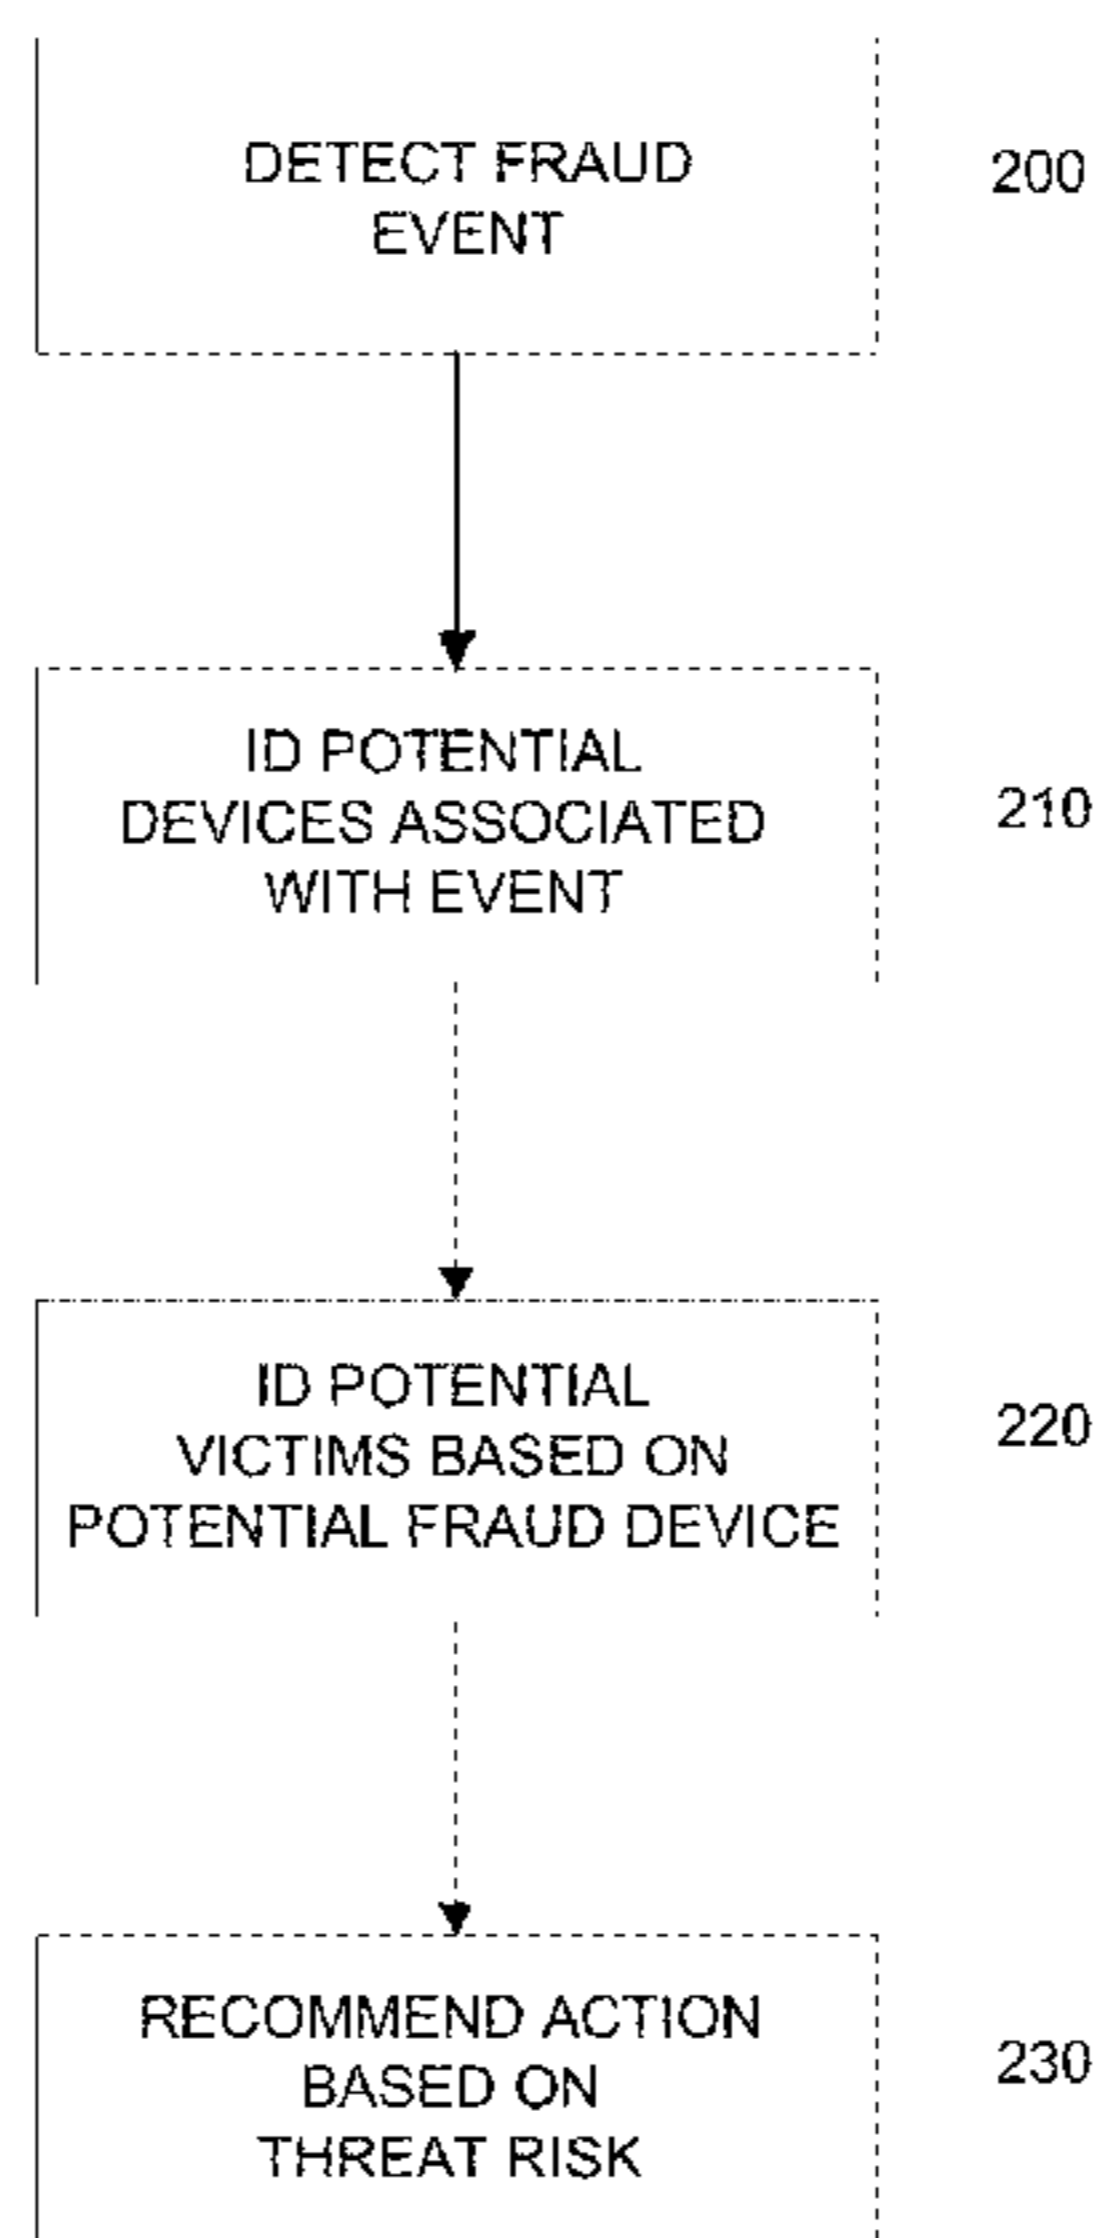 DETECT FRAUD
EVENT
200
ID POTENTIAL
DEVICES ASSOCIATED
WITH EVENT
210
ID POTENTIAL
VICTIMS BASED ON
POTENTIAL FRAUD DEVICE
220
RECOMMEND ACTION
BASED ON
THREAT RISK
230